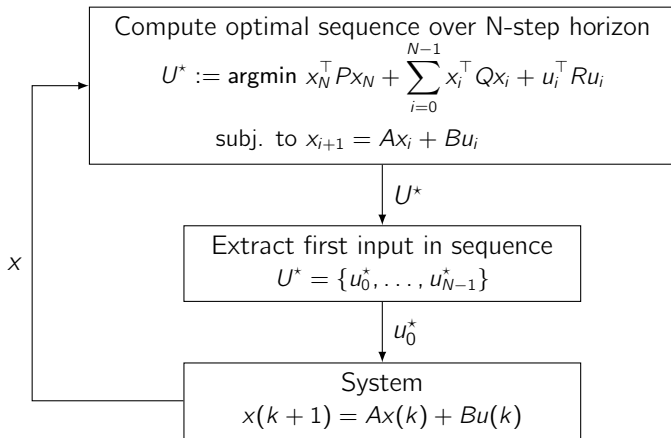 Compute optimal sequence over N-step horizon
U⋆ := argmin x_N^⊤ P x_N + ∑_{i=0}^{N−1} x_i^⊤ Q x_i + u_i^⊤ R u_i
subj. to x_{i+1} = Ax_i + Bu_i
U⋆
Extract first input in sequence
U⋆ = {u_0^⋆, . . . , u_{N−1}^⋆}
x
u_0^⋆
System
x(k + 1) = Ax(k) + Bu(k)